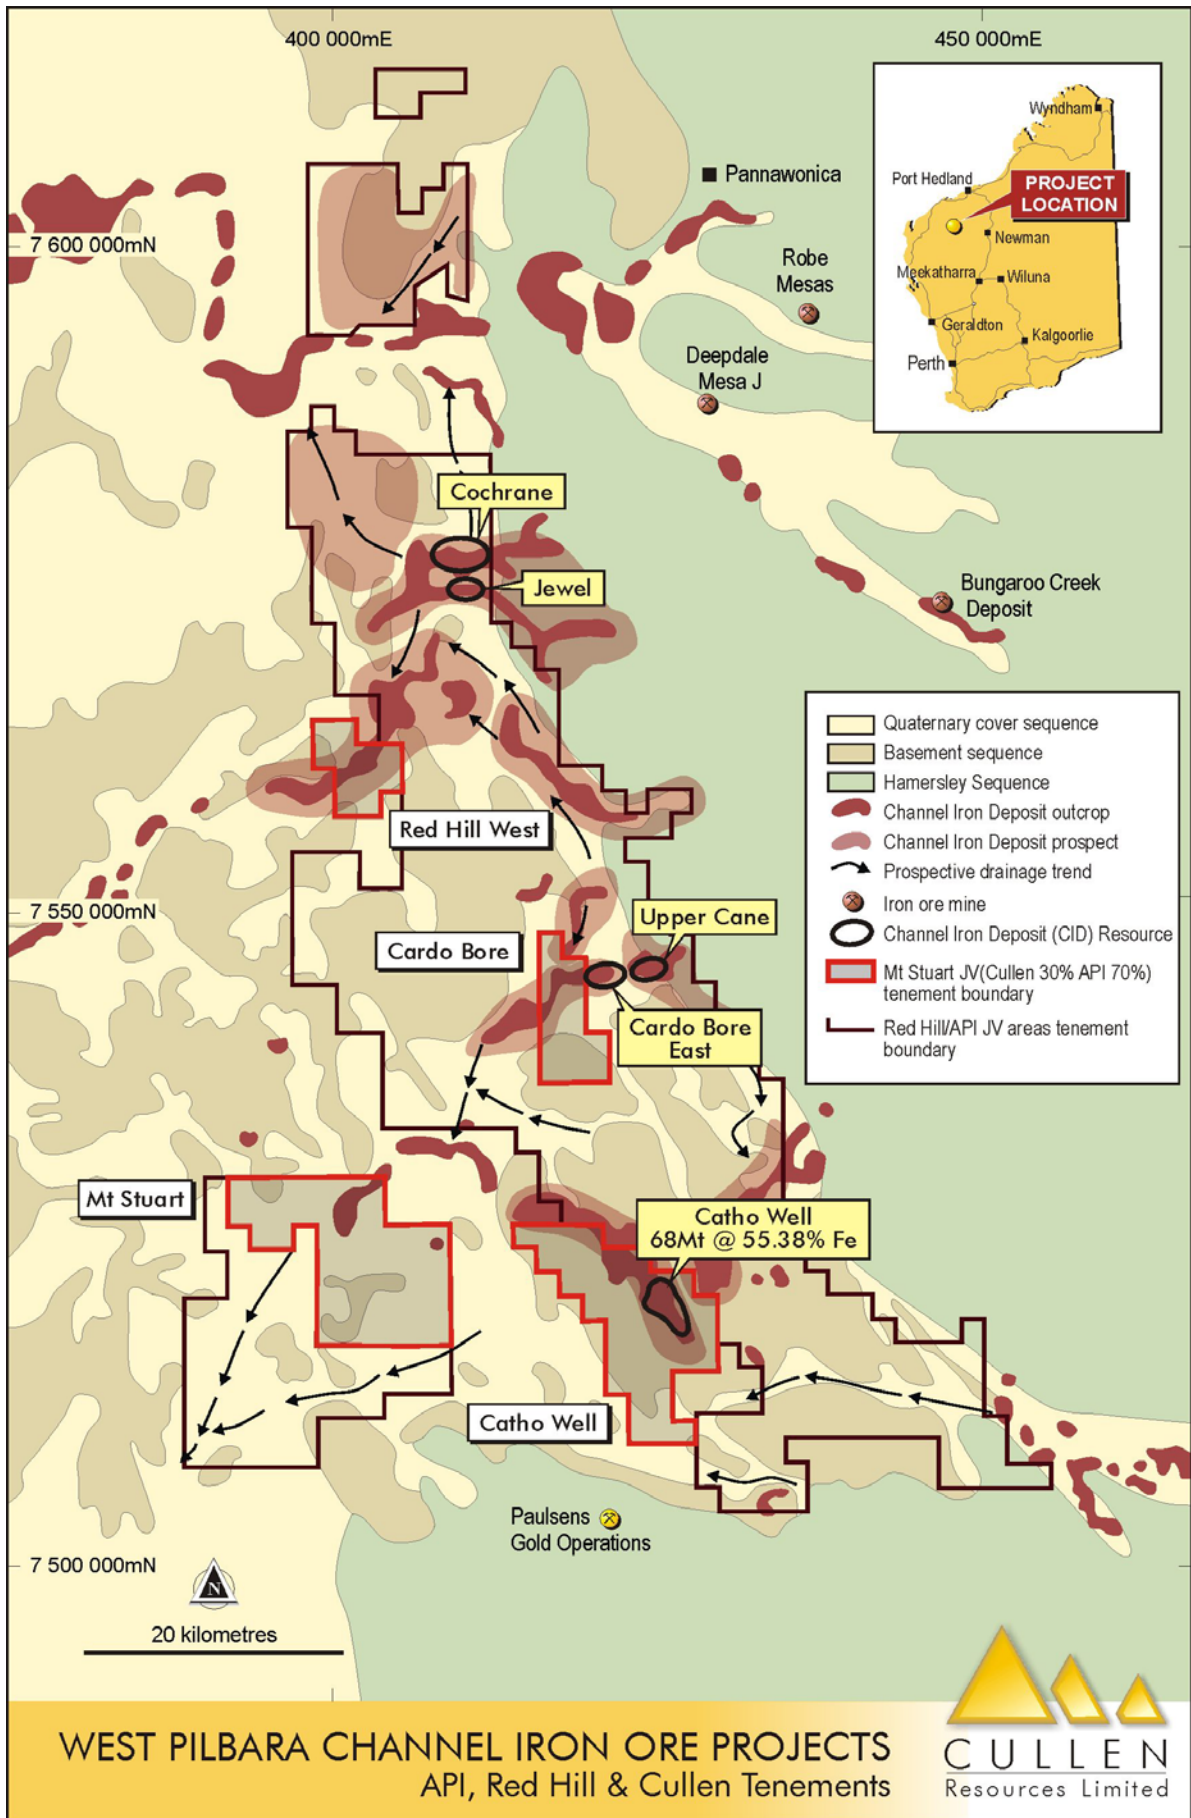 400 000mE
450 000mE
Wyndham
Port Hedland
PROJECT
LOCATION
Newman
Meekatharra
Wiluna
Geraldton
Kalgoorlie
Perth
Pannawonica
7 600 000mN
Robe
Mesas
Deepdale
Mesa J
Cochrane
Jewel
Bungaroo Creek
Deposit
Quaternary cover sequence
Basement sequence
Hamersley Sequence
Channel Iron Deposit outcrop
Channel Iron Deposit prospect
Prospective drainage trend
Iron ore mine
Channel Iron Deposit (CID) Resource
Mt Stuart JV(Cullen 30% API 70%)
tenement boundary
Red Hill/API JV areas tenement
boundary
Red Hill West
7 550 000mN
Upper Cane
Cardo Bore
Cardo Bore
East
Mt Stuart
Catho Well
68Mt @ 55.38% Fe
Catho Well
Paulsens
Gold Operations
7 500 000mN
N
20 kilometres
WEST PILBARA CHANNEL IRON ORE PROJECTS
API, Red Hill & Cullen Tenements
CULLEN
Resources Limited